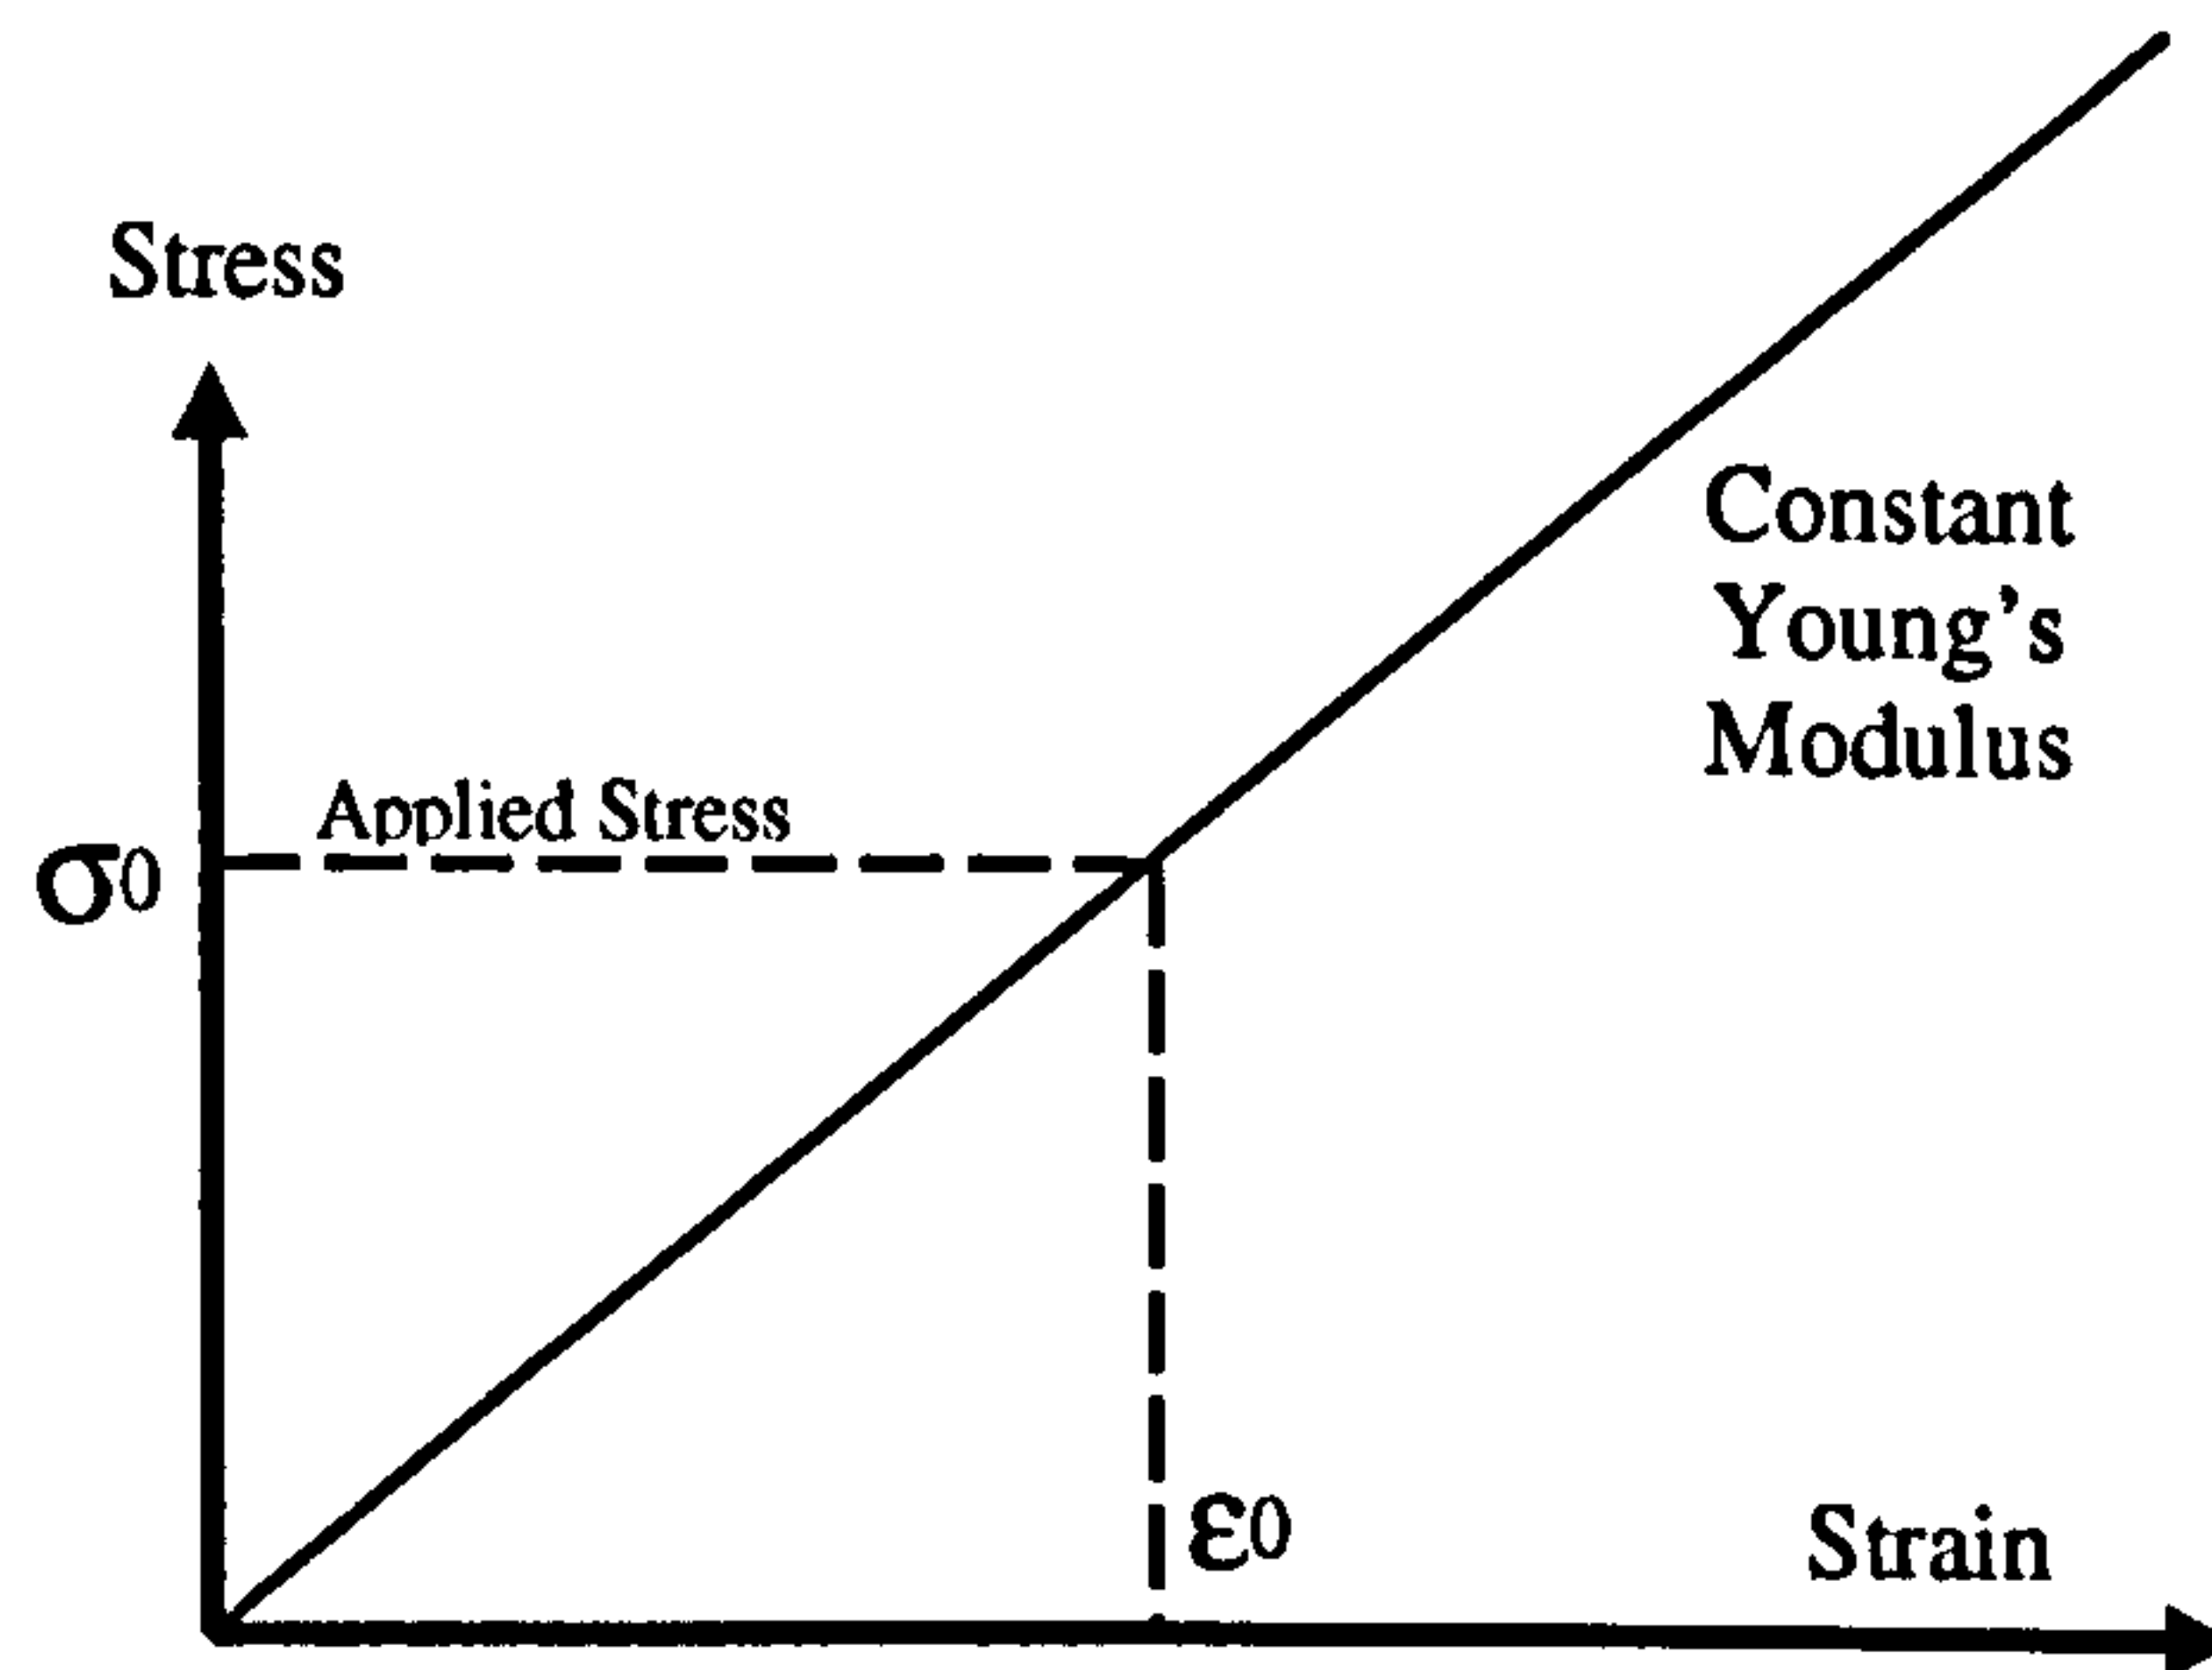 Stress
Constant
Young's
Modulus
Applied Stress
σ0
ε0
Strain